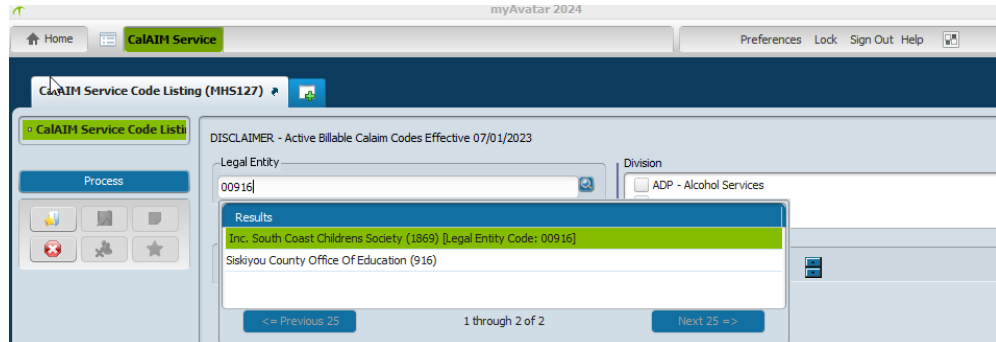 myAvatar 2024
Home
CalAIM Service
Preferences Lock Sign Out Help
CalAIM Service Code Listing (MHS127)
CalAIM Service Code Listi
DISCLAIMER - Active Billable Calaim Codes Effective 07/01/2023
Legal Entity
Division
Process
00916
ADP - Alcohol Services
Results
Inc. South Coast Childrens Society (1869) [Legal Entity Code: 00916]
Siskiyou County Office Of Education (916)
<= Previous 25
1 through 2 of 2
Next 25 =>